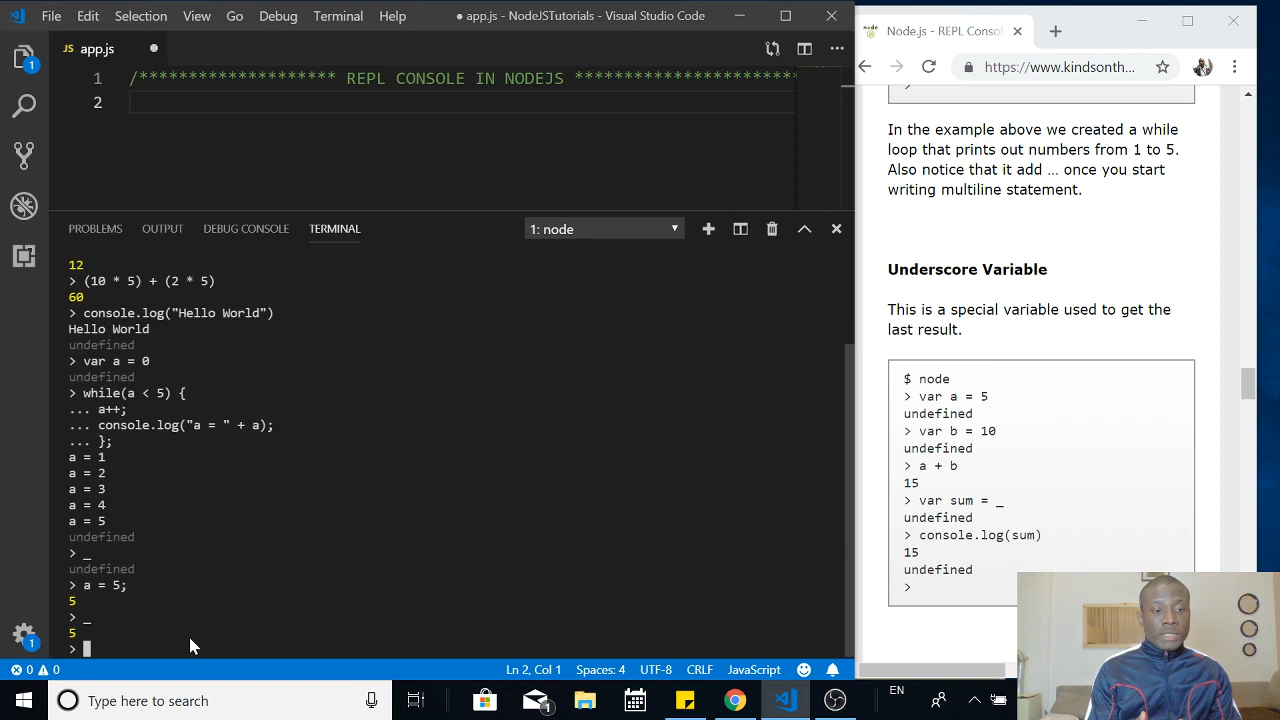 File Edit Selection View Go Debug Terminal Help ● app.js - NodeJSTutorials - Visual Studio Code
JS app.js
1 /******************* REPL CONSOLE IN NODEJS ***********************
2
PROBLEMS OUTPUT DEBUG CONSOLE TERMINAL 1: node
12
> (10 * 5) + (2 * 5)
60
> console.log("Hello World")
Hello World
undefined
> var a = 0
undefined
> while(a < 5) {
... a++;
... console.log("a = " + a);
... };
a = 1
a = 2
a = 3
a = 4
a = 5
undefined
> _
undefined
> a = 5;
5
> _
5
>
1
1
0 0 Ln 2, Col 1 Spaces: 4 UTF-8 CRLF JavaScript
Node.js - REPL Consol
https://www.kindsonth...
>
In the example above we created a while
loop that prints out numbers from 1 to 5.
Also notice that it add … once you start
writing multiline statement.
Underscore Variable
This is a special variable used to get the
last result.
$ node
> var a = 5
undefined
> var b = 10
undefined
> a + b
15
> var sum = _
undefined
> console.log(sum)
15
undefined
>
Type here to search 1 EN